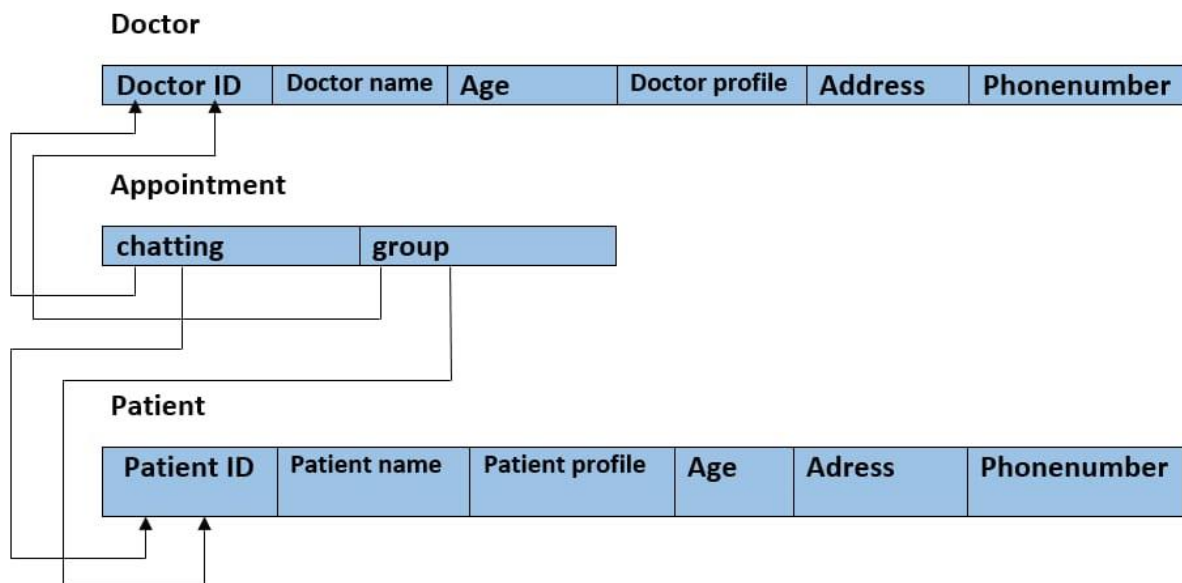 Doctor
Doctor ID Doctor name Age Doctor profile Address Phonenumber
Appointment
chatting group
Patient
Patient ID Patient name Patient profile Age Adress Phonenumber